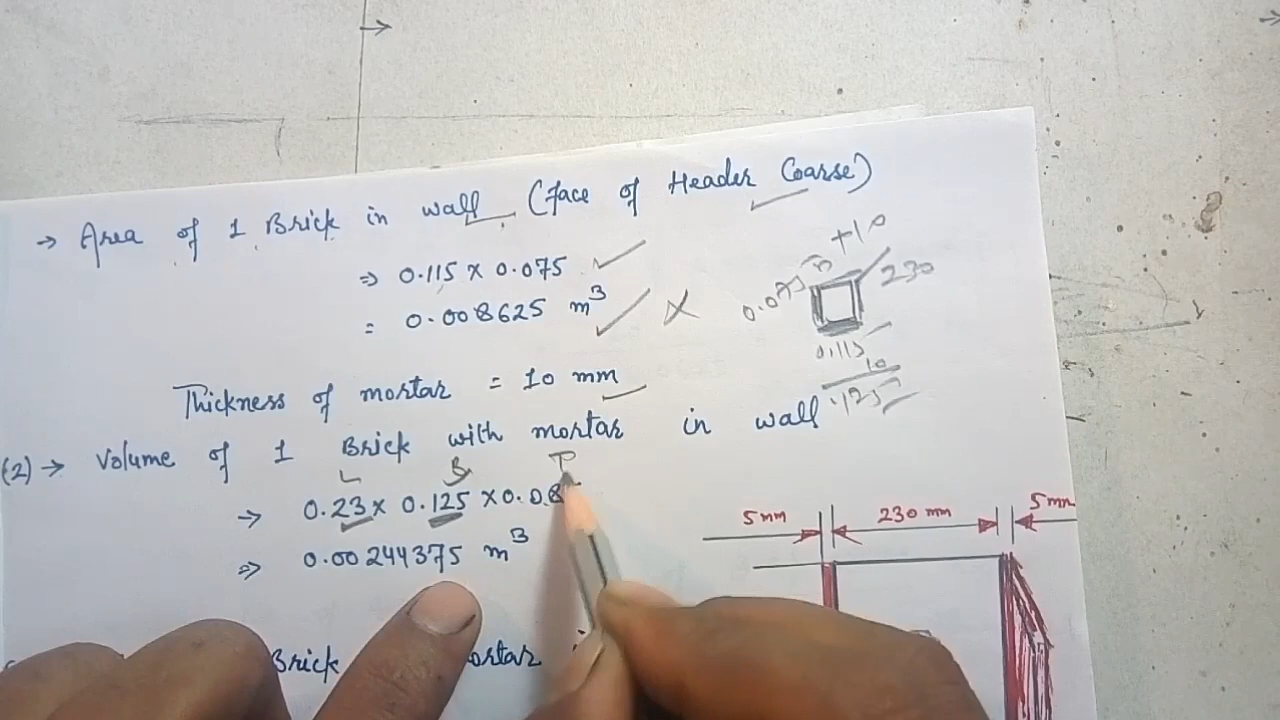 → Area of 1 Brick in wall (face of Header Coarse)
⇒ 0.115 x 0.075
= 0.008625 m³
Thickness of mortar = 10 mm
(2) → Volume of 1 Brick with mortar in wall
L B
⇒ 0.23 x 0.125 x 0.08
⇒ 0.00244375 m³
Brick
+10
0.075
230
0.115
10
.125
5mm 230 mm 5mm